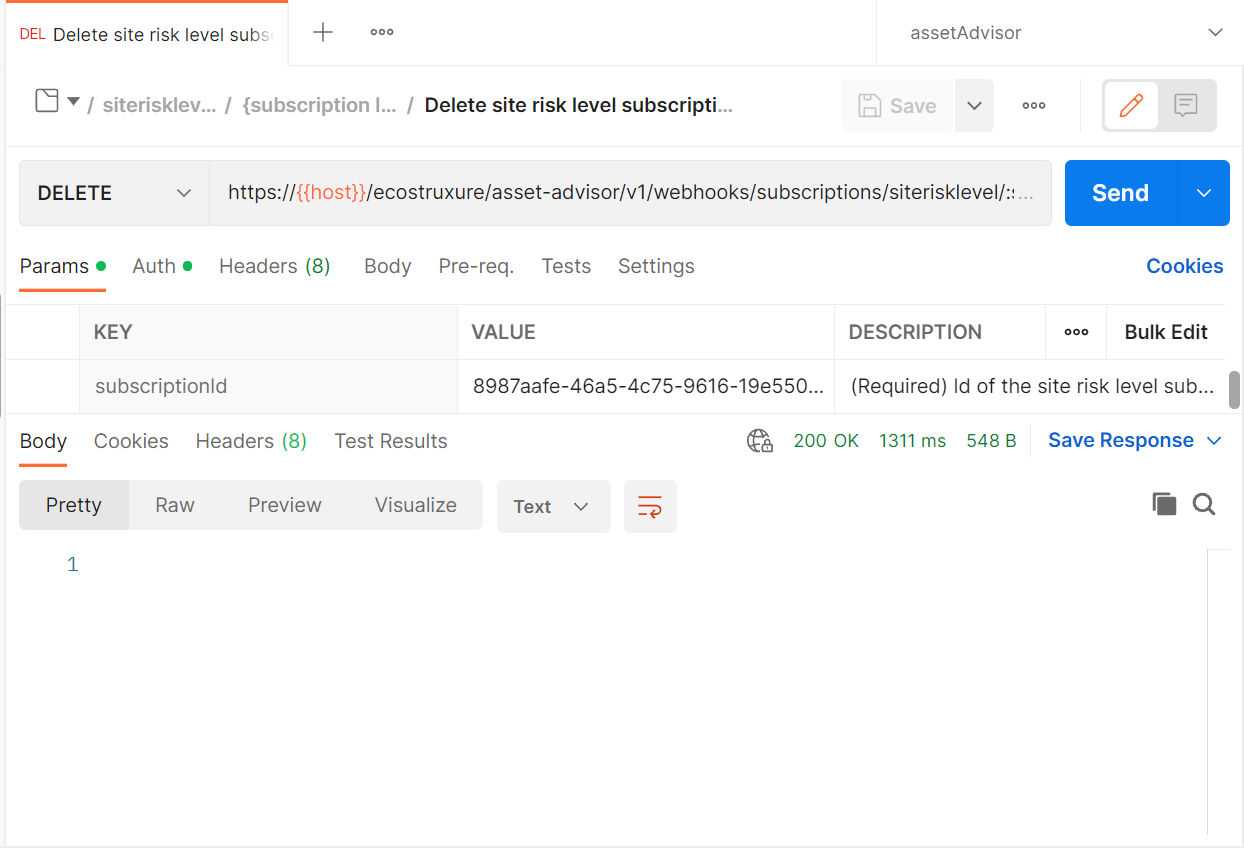 DEL Delete site risk level subs
assetAdvisor
/ siterisklev... / {subscription I... / Delete site risk level subscripti...
Save
DELETE
https://{{host}}/ecostruxure/asset-advisor/v1/webhooks/subscriptions/siterisklevel/:s...
Send
Params Auth Headers (8) Body Pre-req. Tests Settings Cookies
KEY VALUE DESCRIPTION Bulk Edit
subscriptionId 8987aafe-46a5-4c75-9616-19e550... (Required) Id of the site risk level sub...
Body Cookies Headers (8) Test Results 200 OK 1311 ms 548 B Save Response
Pretty Raw Preview Visualize Text
1